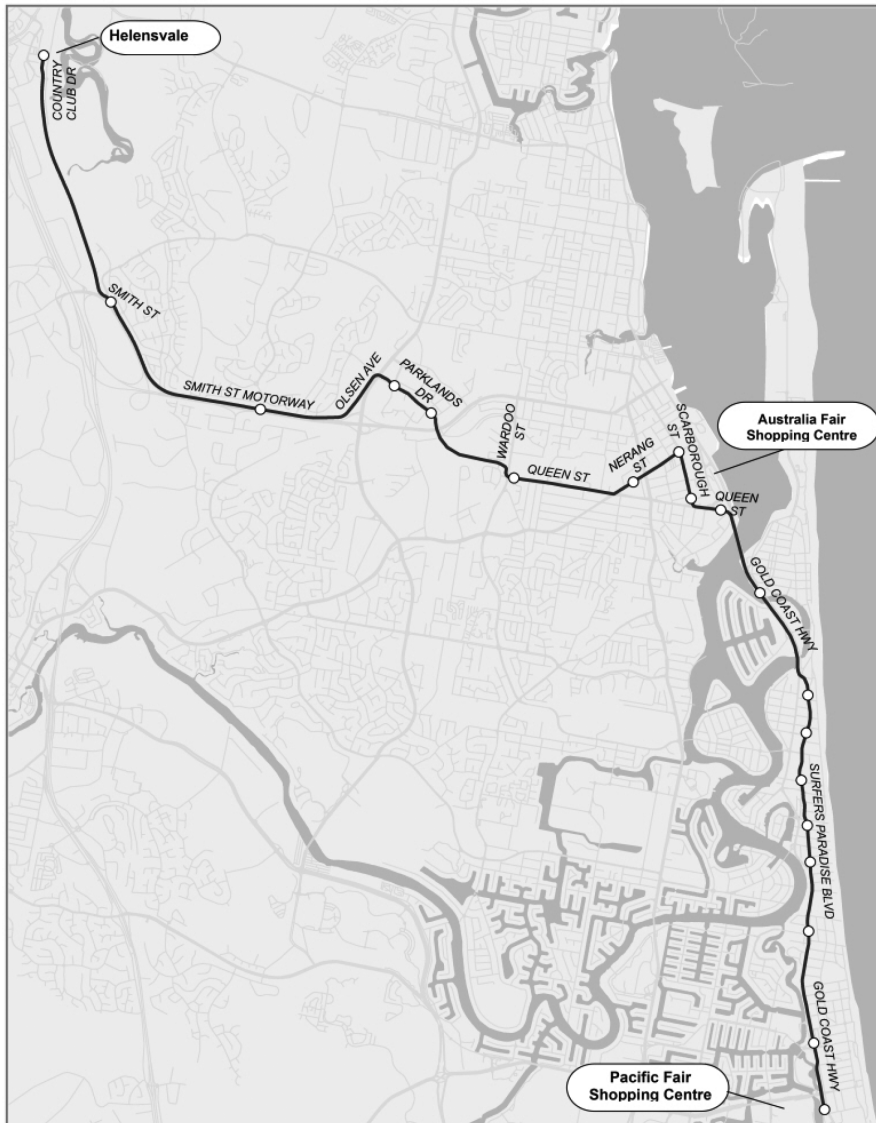 Helensvale
COUNTRY
CLUB DR
SMITH ST
SMITH ST MOTORWAY
OLSEN AVE
PARKLANDS
DR
WARDOO
ST
QUEEN ST
NERANG
ST
SCARBOROUGH
ST
Australia Fair
Shopping Centre
QUEEN
ST
GOLD COAST HWY
SURFERS PARADISE BLVD
GOLD COAST HWY
Pacific Fair
Shopping Centre